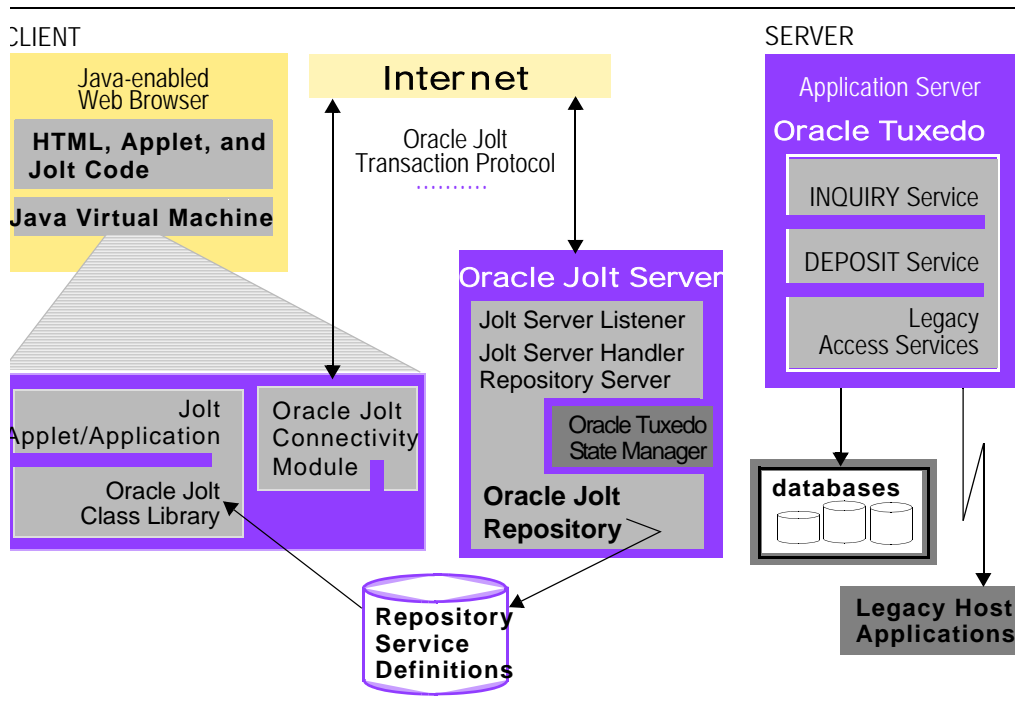 CLIENT
Java-enabled
Web Browser
HTML, Applet, and
Jolt Code
Java Virtual Machine
Internet
Oracle Jolt
Transaction Protocol
SERVER
Application Server
Oracle Tuxedo
INQUIRY Service
DEPOSIT Service
Legacy
Access Services
Oracle Jolt Server
Jolt Server Listener
Jolt Server Handler
Repository Server
Oracle Tuxedo
State Manager
Oracle Jolt
Repository
Jolt
Applet/Application
Oracle Jolt
Class Library
Oracle Jolt
Connectivity
Module
databases
Legacy Host
Applications
Repository
Service
Definitions